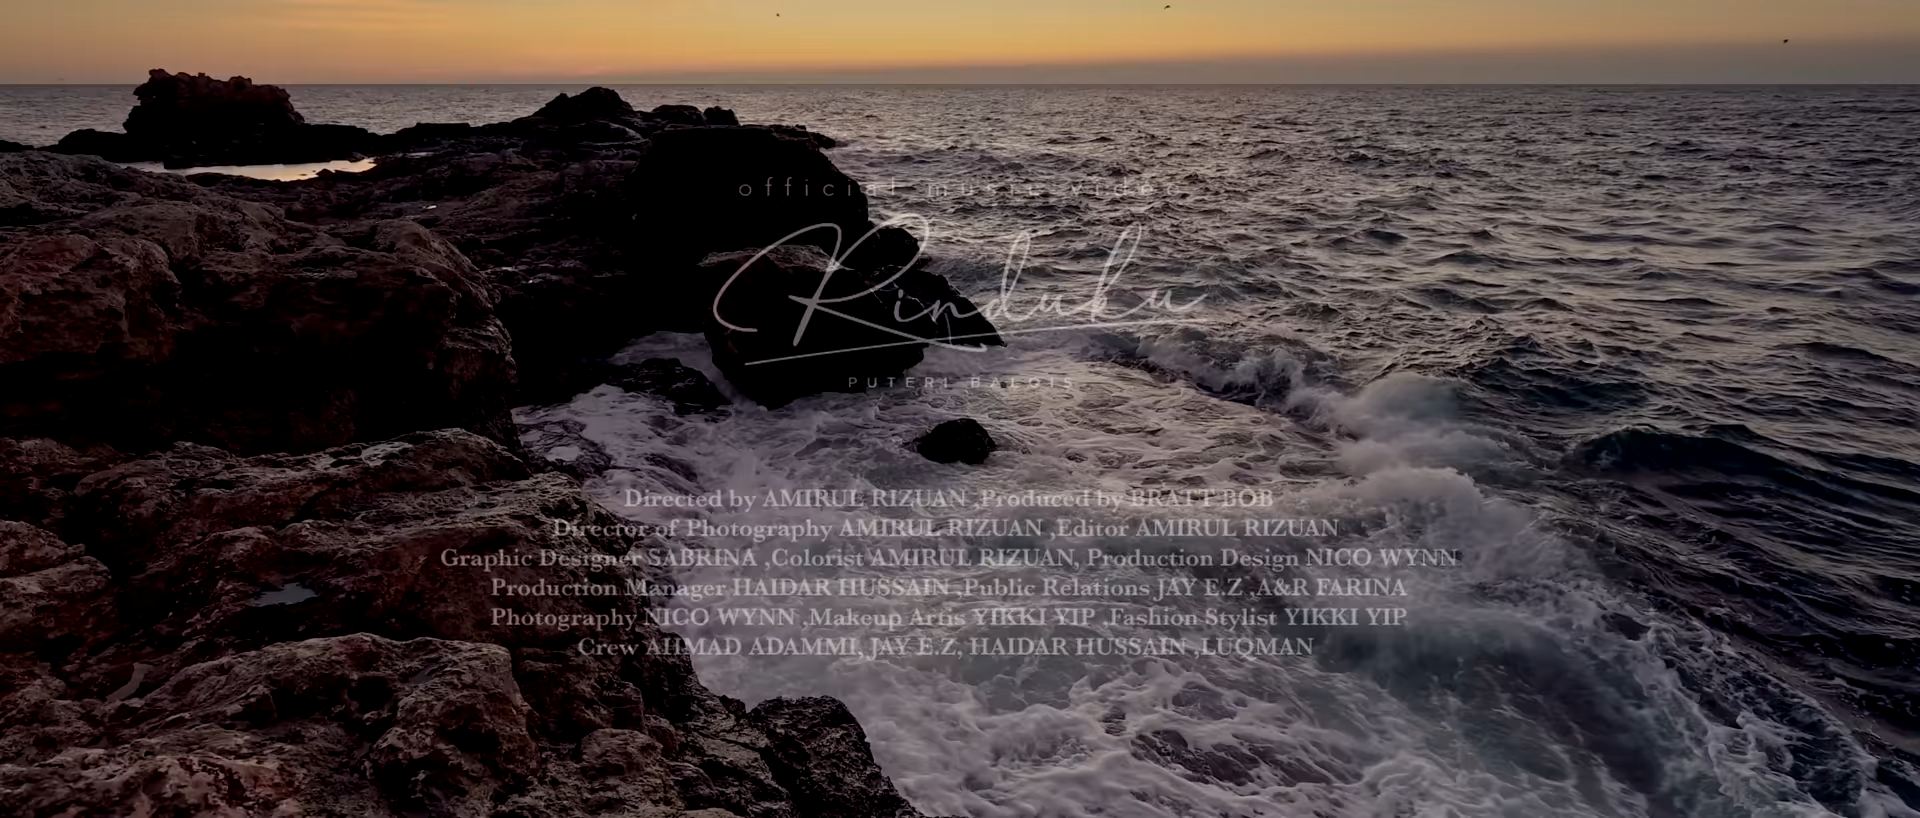 official music video
Rinduku
PUTERI BALQIS
Directed by AMIRUL RIZUAN ,Produced by BRATT BOB
Director of Photography AMIRUL RIZUAN ,Editor AMIRUL RIZUAN
Graphic Designer SABRINA ,Colorist AMIRUL RIZUAN, Production Design NICO WYNN
Production Manager HAIDAR HUSSAIN ,Public Relations JAY E.Z ,A&R FARINA
Photography NICO WYNN ,Makeup Artis YIKKI YIP ,Fashion Stylist YIKKI YIP
Crew AHMAD ADAMMI, JAY E.Z, HAIDAR HUSSAIN ,LUQMAN